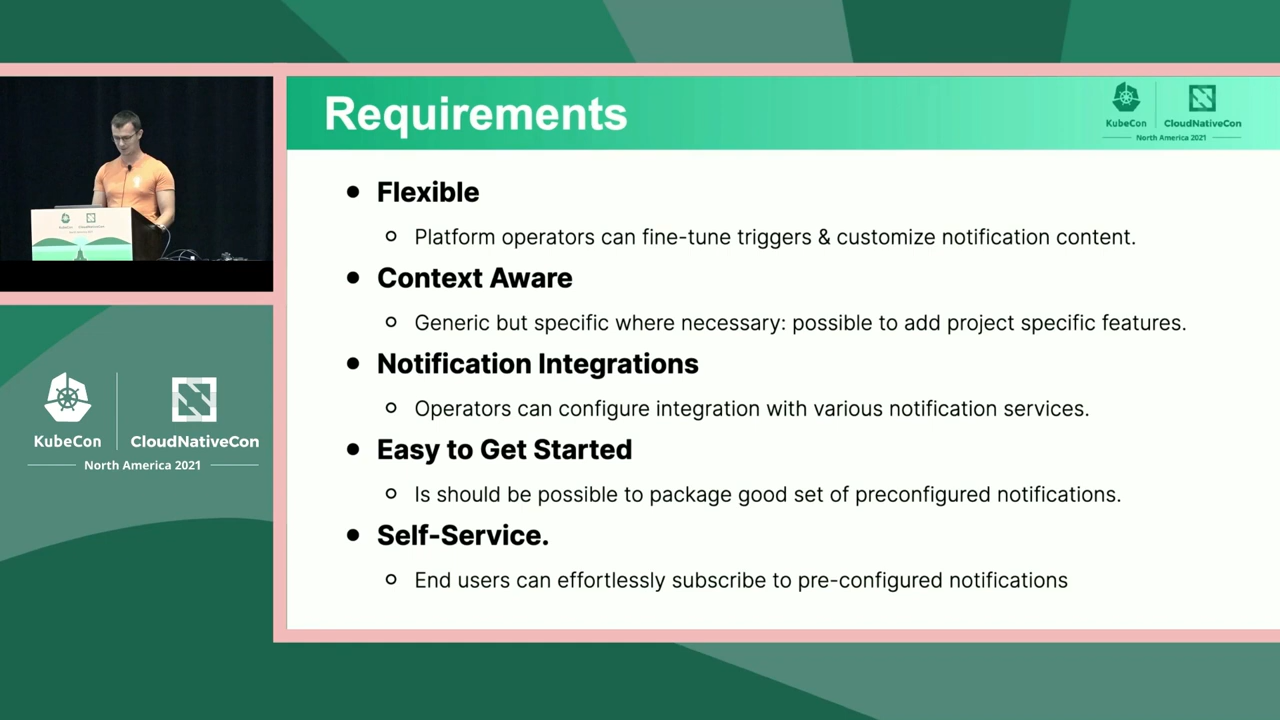 Requirements
KubeCon
CloudNativeCon
North America 2021
Flexible
Platform operators can fine-tune triggers & customize notification content.
Context Aware
Generic but specific where necessary: possible to add project specific features.
Notification Integrations
Operators can configure integration with various notification services.
Easy to Get Started
Is should be possible to package good set of preconfigured notifications.
Self-Service.
End users can effortlessly subscribe to pre-configured notifications
KubeCon
CloudNativeCon
North America 2021